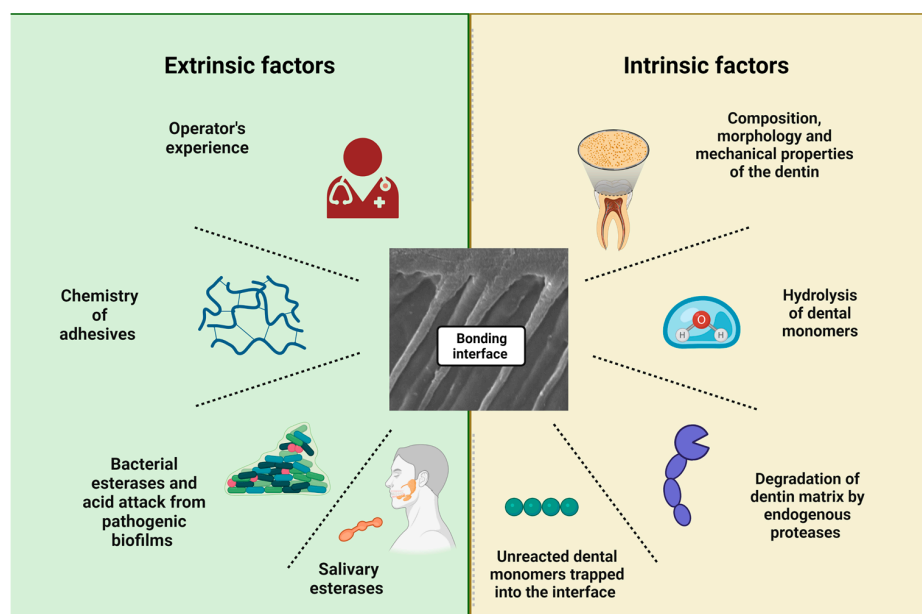 Extrinsic factors
Operator's
experience
Chemistry
of
adhesives
Bacterial
esterases and
acid attack from
pathogenic
biofilms
Salivary
esterases
Bonding
interface
Intrinsic factors
Composition,
morphology and
mechanical properties
of the dentin
O
H
H
Hydrolysis
of dental
monomers
Degradation of
dentin matrix by
endogenous
proteases
Unreacted dental
monomers trapped
into the interface